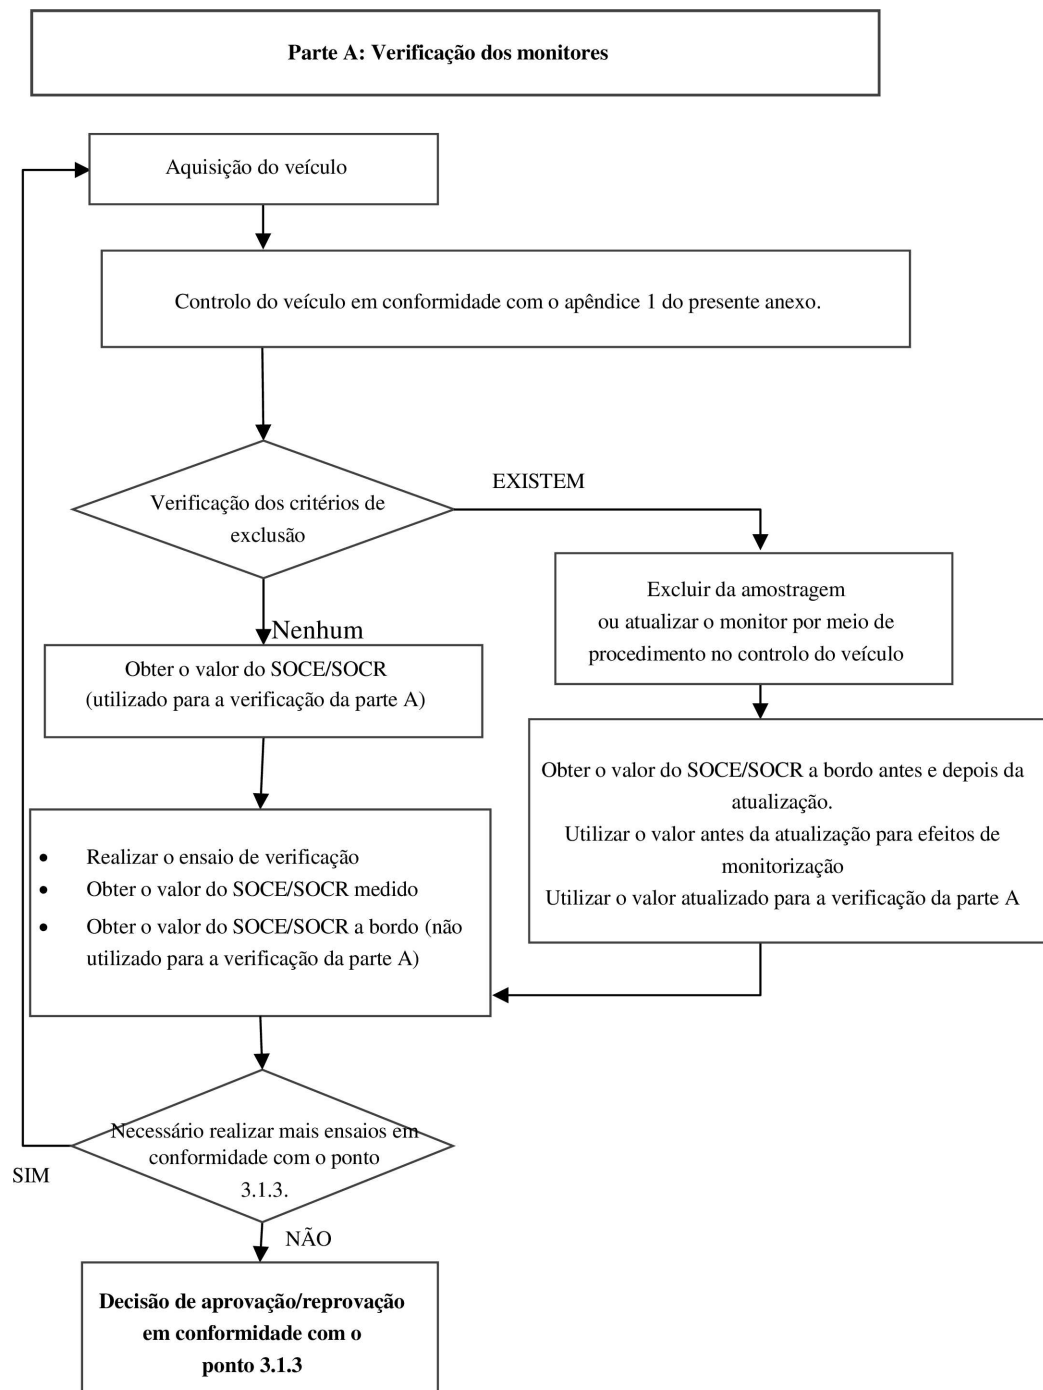 Parte A: Verificação dos monitores
Aquisição do veículo
Controlo do veículo em conformidade com o apêndice 1 do presente anexo.
Verificação dos critérios de
exclusão
EXISTEM
Excluir da amostragem
ou atualizar o monitor por meio de
procedimento no controlo do veículo
Nenhum
Obter o valor do SOCE/SOCR
(utilizado para a verificação da parte A)
Obter o valor do SOCE/SOCR a bordo antes e depois da
atualização.
Utilizar o valor antes da atualização para efeitos de
monitorização
Utilizar o valor atualizado para a verificação da parte A
• Realizar o ensaio de verificação
• Obter o valor do SOCE/SOCR medido
• Obter o valor do SOCE/SOCR a bordo (não
utilizado para a verificação da parte A)
Necessário realizar mais ensaios em
conformidade com o ponto
3.1.3.
SIM
NÃO
Decisão de aprovação/reprovação
em conformidade com o
ponto 3.1.3